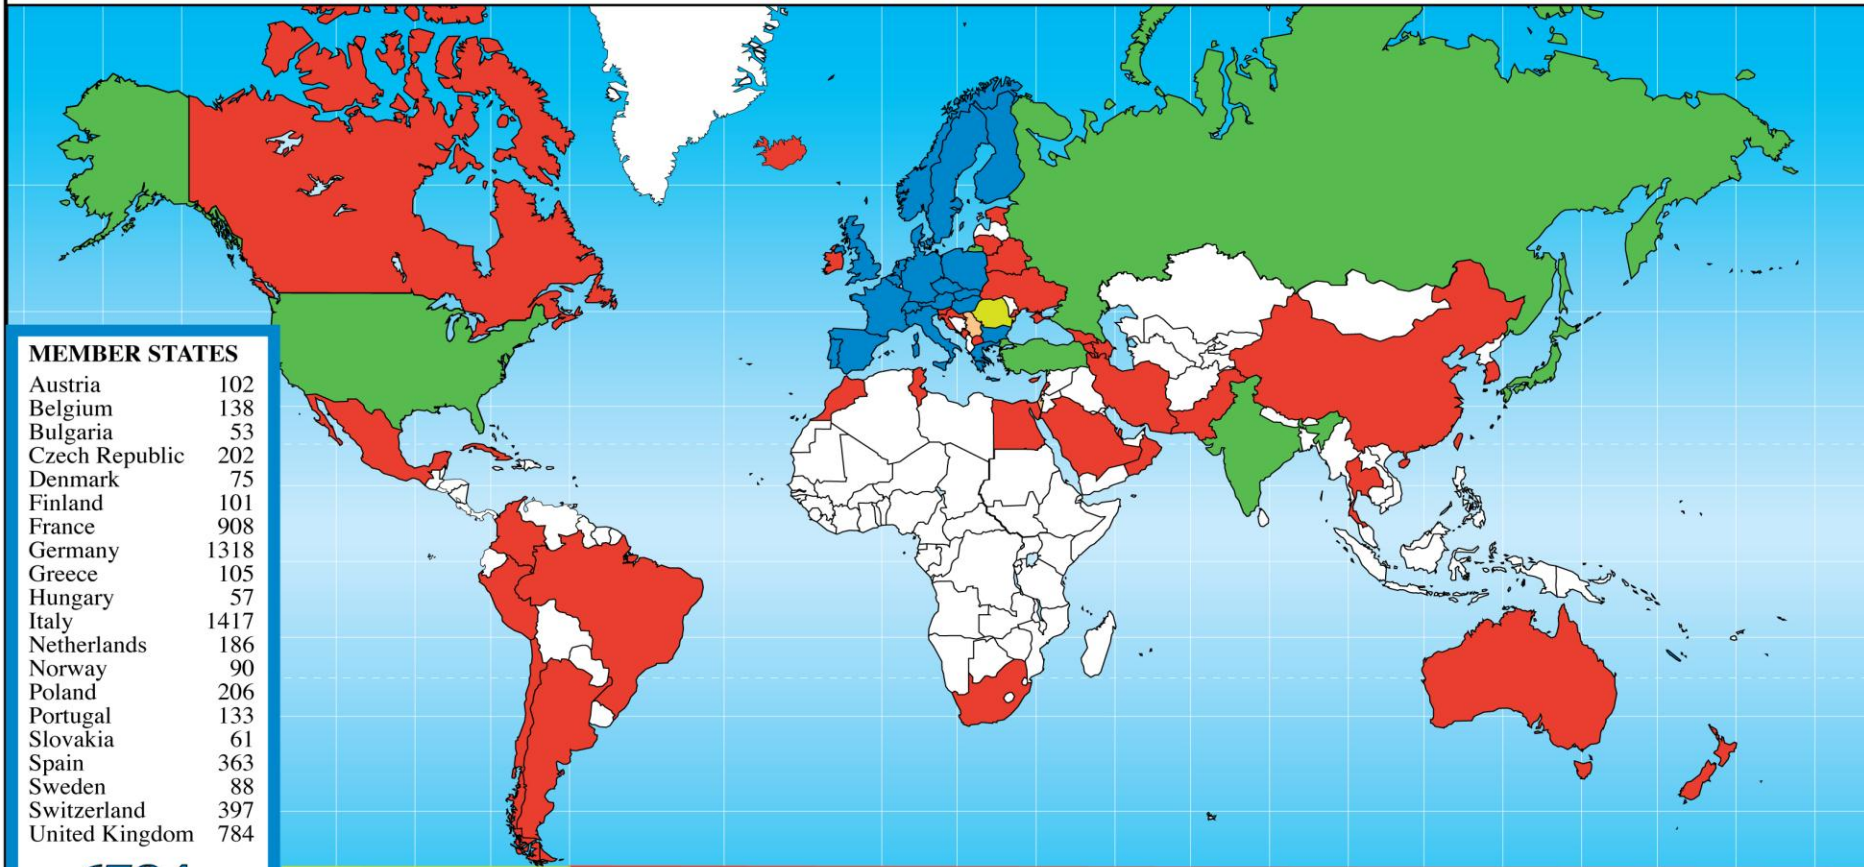 MEMBER STATES
Austria 102
Belgium 138
Bulgaria 53
Czech Republic 202
Denmark 75
Finland 101
France 908
Germany 1318
Greece 105
Hungary 57
Italy 1417
Netherlands 186
Norway 90
Poland 206
Portugal 133
Slovakia 61
Spain 363
Sweden 88
Switzerland 397
United Kingdom 784